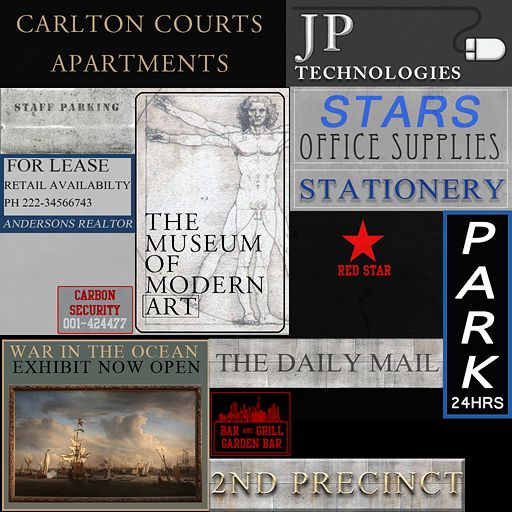 CARLTON COURTS
APARTMENTS
JP
TECHNOLOGIES
STAFF PARKING
STARS
OFFICE SUPPLIES
FOR LEASE
RETAIL AVAILABILTY
PH 222-34566743
ANDERSONS REALTOR
STATIONERY
THE
MUSEUM
OF
MODERN
ART
RED STAR
PARK
24HRS
CARBON
SECURITY
001-424477
WAR IN THE OCEAN
EXHIBIT NOW OPEN
THE DAILY MAIL
BAR AND GRILL
GARDEN BAR
2ND PRECINCT